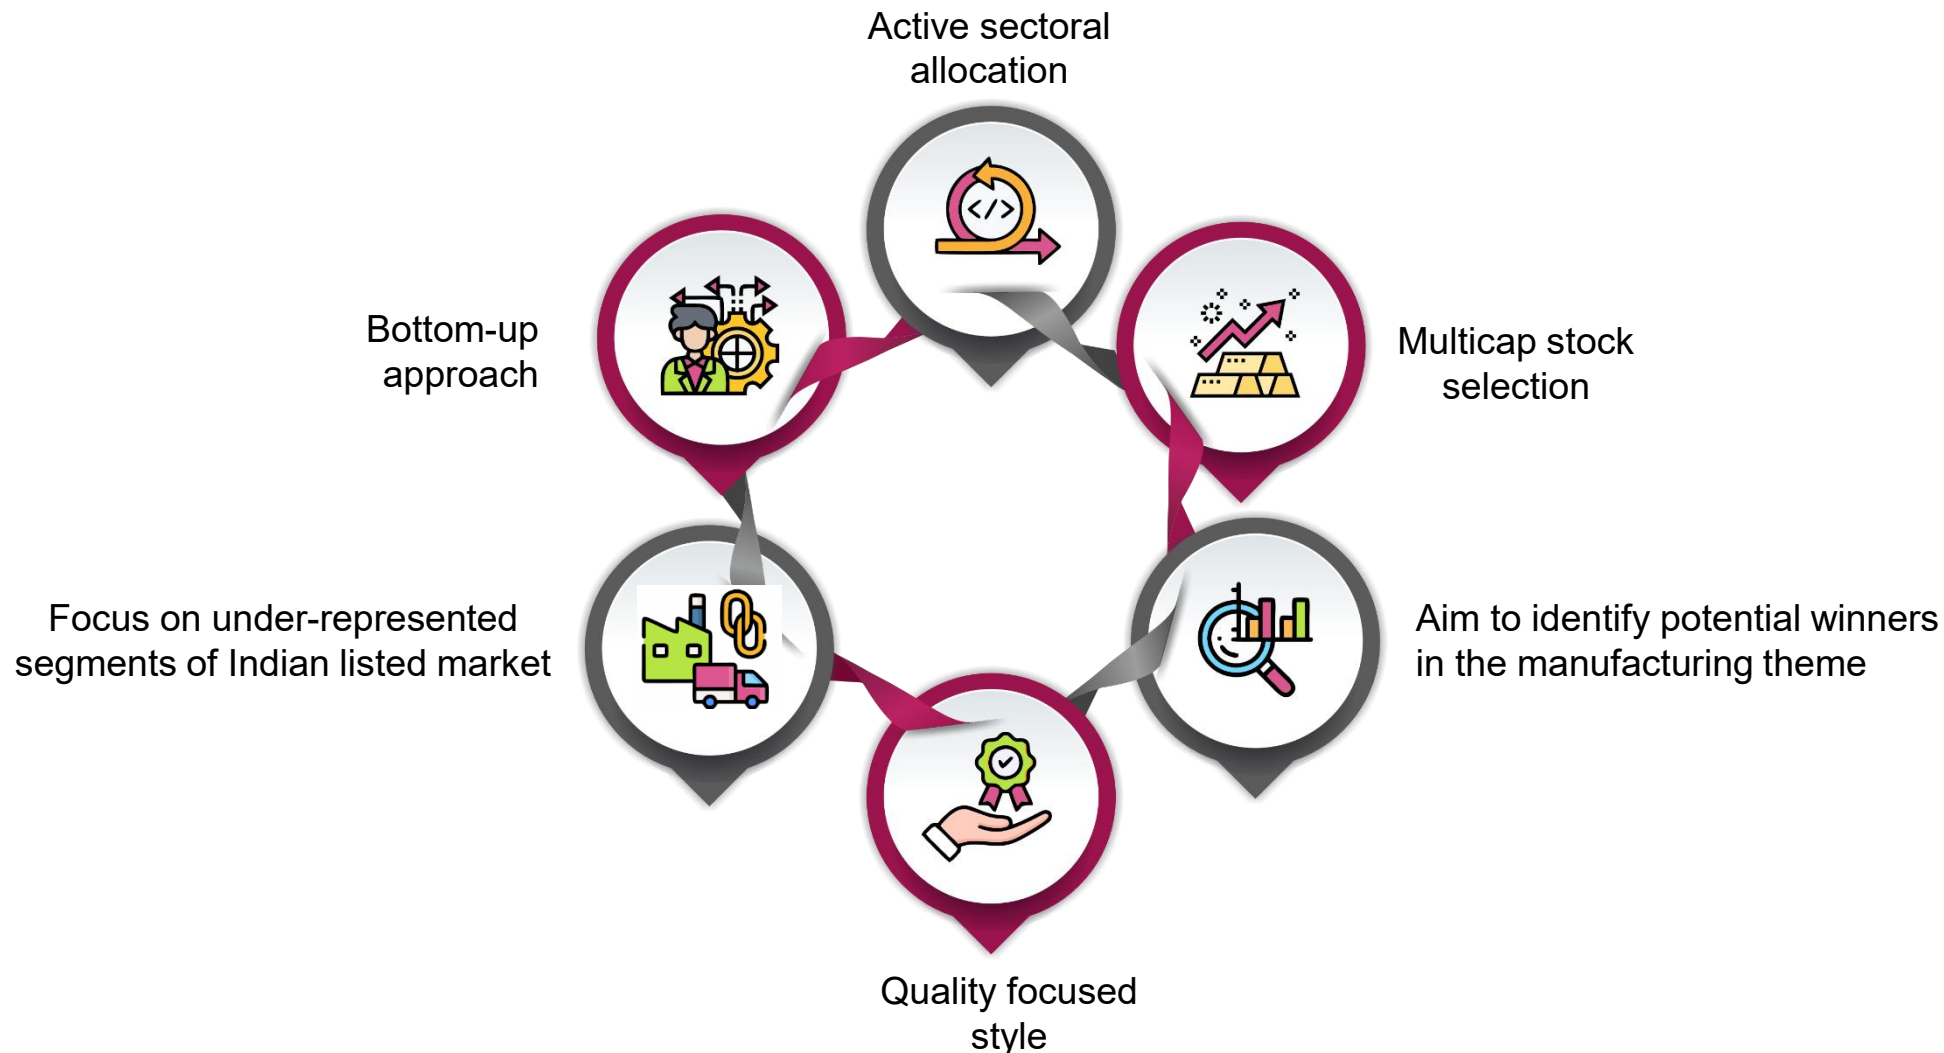 Active sectoral
allocation
Bottom-up
approach
Multicap stock
selection
Focus on under-represented
segments of Indian listed market
Aim to identify potential winners
in the manufacturing theme
Quality focused
style